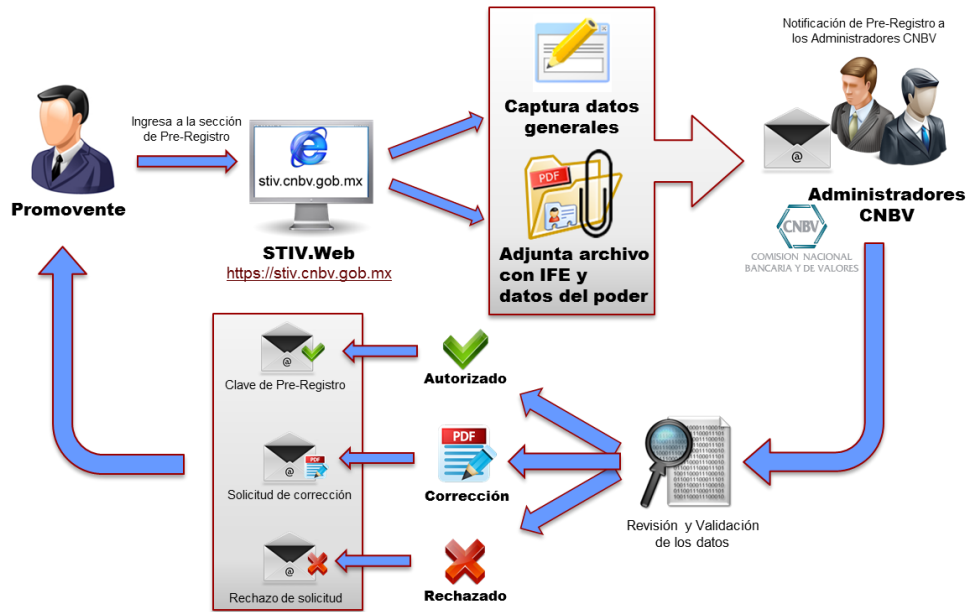 Notificación de Pre-Registro a
los Administradores CNBV
Ingresa a la sección
de Pre-Registro
stiv.cnbv.gob.mx
Promovente
STIV.Web
https://stiv.cnbv.gob.mx
Captura datos
generales
PDF
Adjunta archivo
con IFE y
datos del poder
@
Administradores
CNBV
CNBV
COMISION NACIONAL
BANCARIA Y DE VALORES
Revisión y Validación
de los datos
Autorizado
PDF
Corrección
Rechazado
@
Clave de Pre-Registro
@
PDF
Solicitud de corrección
@
Rechazo de solicitud